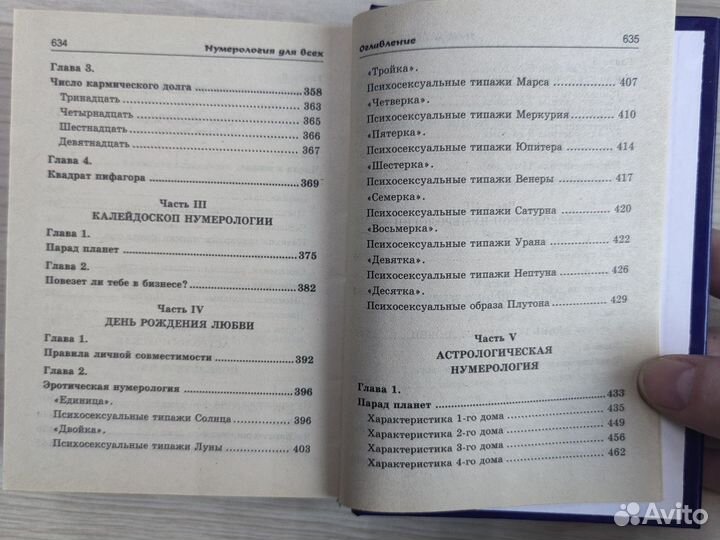 634 Нумерология для всех
Глава 3.
Число кармического долга 358
Тринадцать 363
Четырнадцать 365
Шестнадцать 366
Девятнадцать 367
Глава 4.
Квадрат пифагора 369
Часть III
КАЛЕЙДОСКОП НУМЕРОЛОГИИ
Глава 1.
Парад планет 375
Глава 2.
Повезет ли тебе в бизнесе? 382
Часть IV
ДЕНЬ РОЖДЕНИЯ ЛЮБВИ
Глава 1.
Правила личной совместимости 392
Глава 2.
Эротическая нумерология 396
«Единица».
Психосексуальные типажи Солнца 396
«Двойка».
Психосексуальные типажи Луны 403
Оглавление 635
«Тройка».
Психосексуальные типажи Марса 407
«Четверка».
Психосексуальные типажи Меркурия 410
«Пятерка».
Психосексуальные типажи Юпитера 414
«Шестерка».
Психосексуальные типажи Венеры 417
«Семерка».
Психосексуальные типажи Сатурна 420
«Восьмерка».
Психосексуальные типажи Урана 422
«Девятка».
Психосексуальные типажи Нептуна 426
«Десятка».
Психосексуальные образа Плутона 429
Часть V
АСТРОЛОГИЧЕСКАЯ
НУМЕРОЛОГИЯ
Глава 1.
Парад планет 433
Характеристика 1-го дома 435
Характеристика 2-го дома 449
Характеристика 3-го дома 456
Характеристика 4-го дома 462
Avito